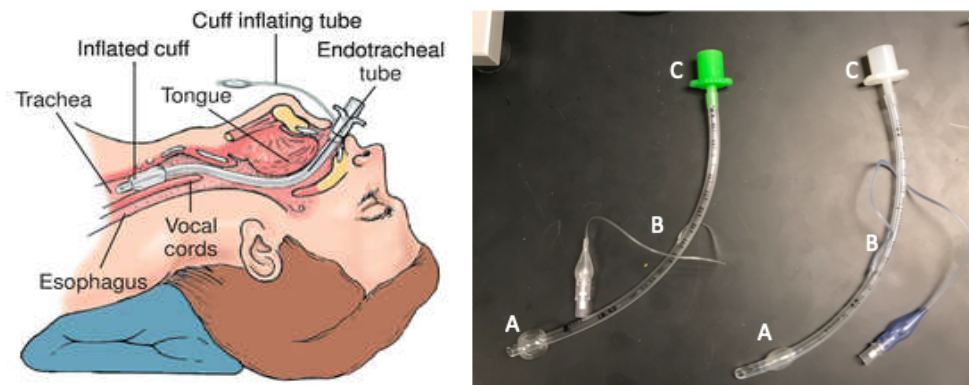 Cuff inflating tube
Inflated cuff
Endotracheal
tube
Trachea
Tongue
Vocal
cords
Esophagus
C
C
B
B
A
A